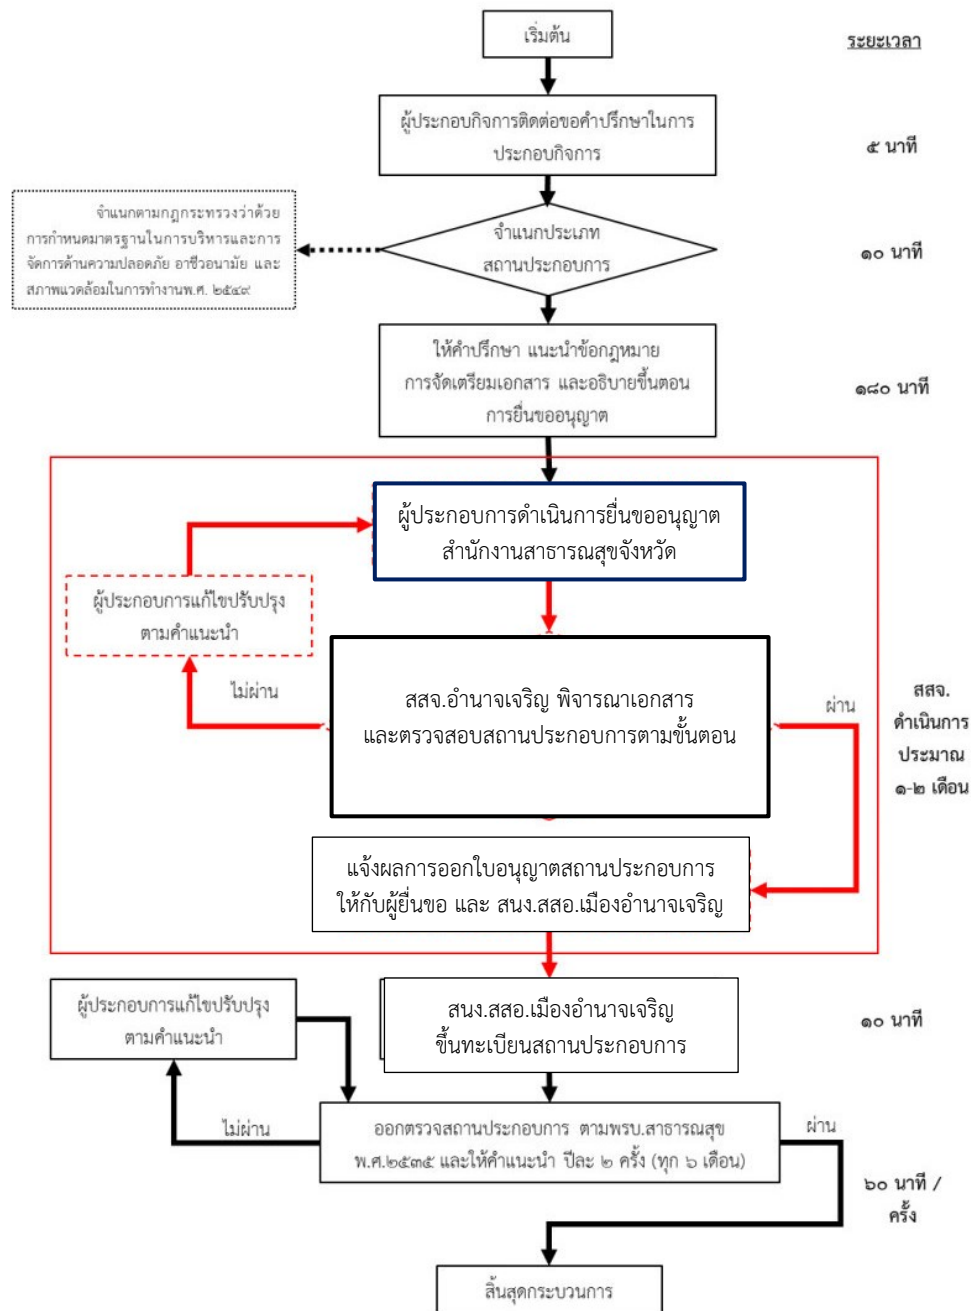 เริ่มต้น
ระยะเวลา
ผู้ประกอบกิจการติดต่อขอคำปรึกษาในการ
ประกอบกิจการ
๕ นาที
จำแนกตามกฎกระทรวงว่าด้วย
การกำหนดมาตรฐานในการบริหารและการ
จัดการด้านความปลอดภัย อาชีวอนามัย และ
สภาพแวดล้อมในการทำงานพ.ศ. ๒๕๔๙
จำแนกประเภท
สถานประกอบการ
๑๐ นาที
ให้คำปรึกษา แนะนำข้อกฎหมาย
การจัดเตรียมเอกสาร และอธิบายขั้นตอน
การยื่นขออนุญาต
๑๘๐ นาที
ผู้ประกอบการดำเนินการยื่นขออนุญาต
สำนักงานสาธารณสุขจังหวัด
ผู้ประกอบการแก้ไขปรับปรุง
ตามคำแนะนำ
ไม่ผ่าน
สสจ.อำนาจเจริญ พิจารณาเอกสาร
และตรวจสอบสถานประกอบการตามขั้นตอน
ผ่าน
สสจ.
ดำเนินการ
ประมาณ
๑-๒ เดือน
แจ้งผลการออกใบอนุญาตสถานประกอบการ
ให้กับผู้ยื่นขอ และ สนง.สสอ.เมืองอำนาจเจริญ
ผู้ประกอบการแก้ไขปรับปรุง
ตามคำแนะนำ
สนง.สสอ.เมืองอำนาจเจริญ
ขึ้นทะเบียนสถานประกอบการ
๑๐ นาที
ไม่ผ่าน
ออกตรวจสถานประกอบการ ตามพรบ.สาธารณสุข
พ.ศ.๒๕๓๕ และให้คำแนะนำ ปีละ ๒ ครั้ง (ทุก ๖ เดือน)
ผ่าน
๖๐ นาที /
ครั้ง
สิ้นสุดกระบวนการ